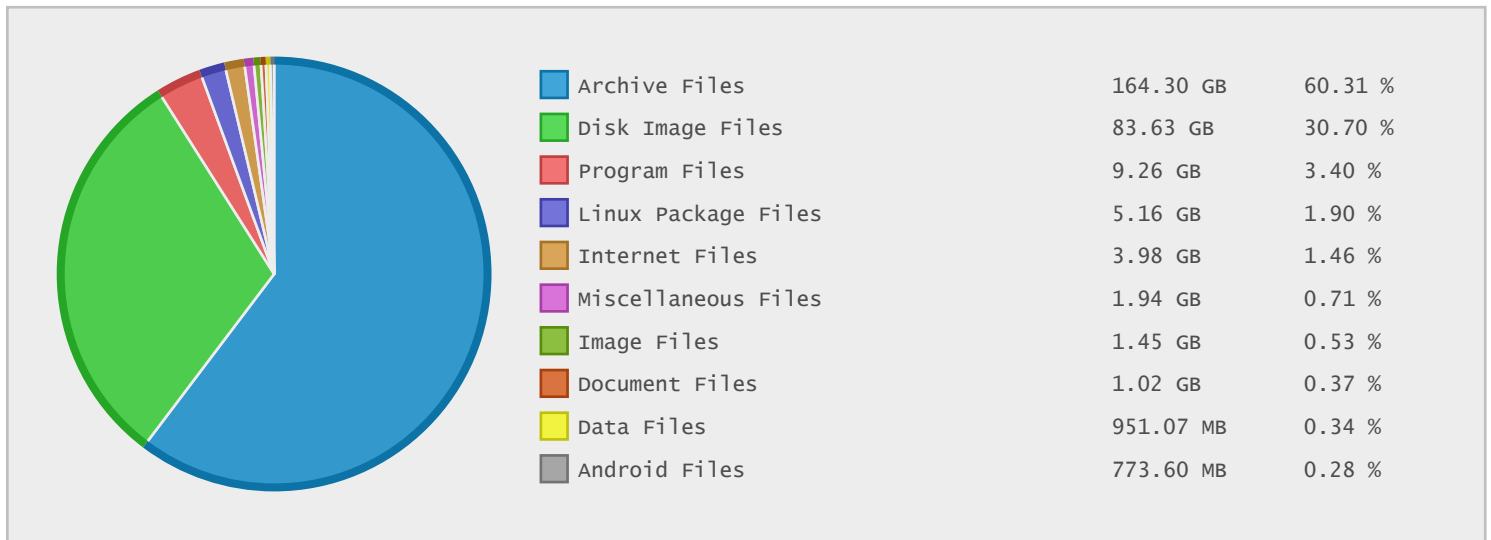 Archive Files 164.30 GB 60.31 %
Disk Image Files 83.63 GB 30.70 %
Program Files 9.26 GB 3.40 %
Linux Package Files 5.16 GB 1.90 %
Internet Files 3.98 GB 1.46 %
Miscellaneous Files 1.94 GB 0.71 %
Image Files 1.45 GB 0.53 %
Document Files 1.02 GB 0.37 %
Data Files 951.07 MB 0.34 %
Android Files 773.60 MB 0.28 %